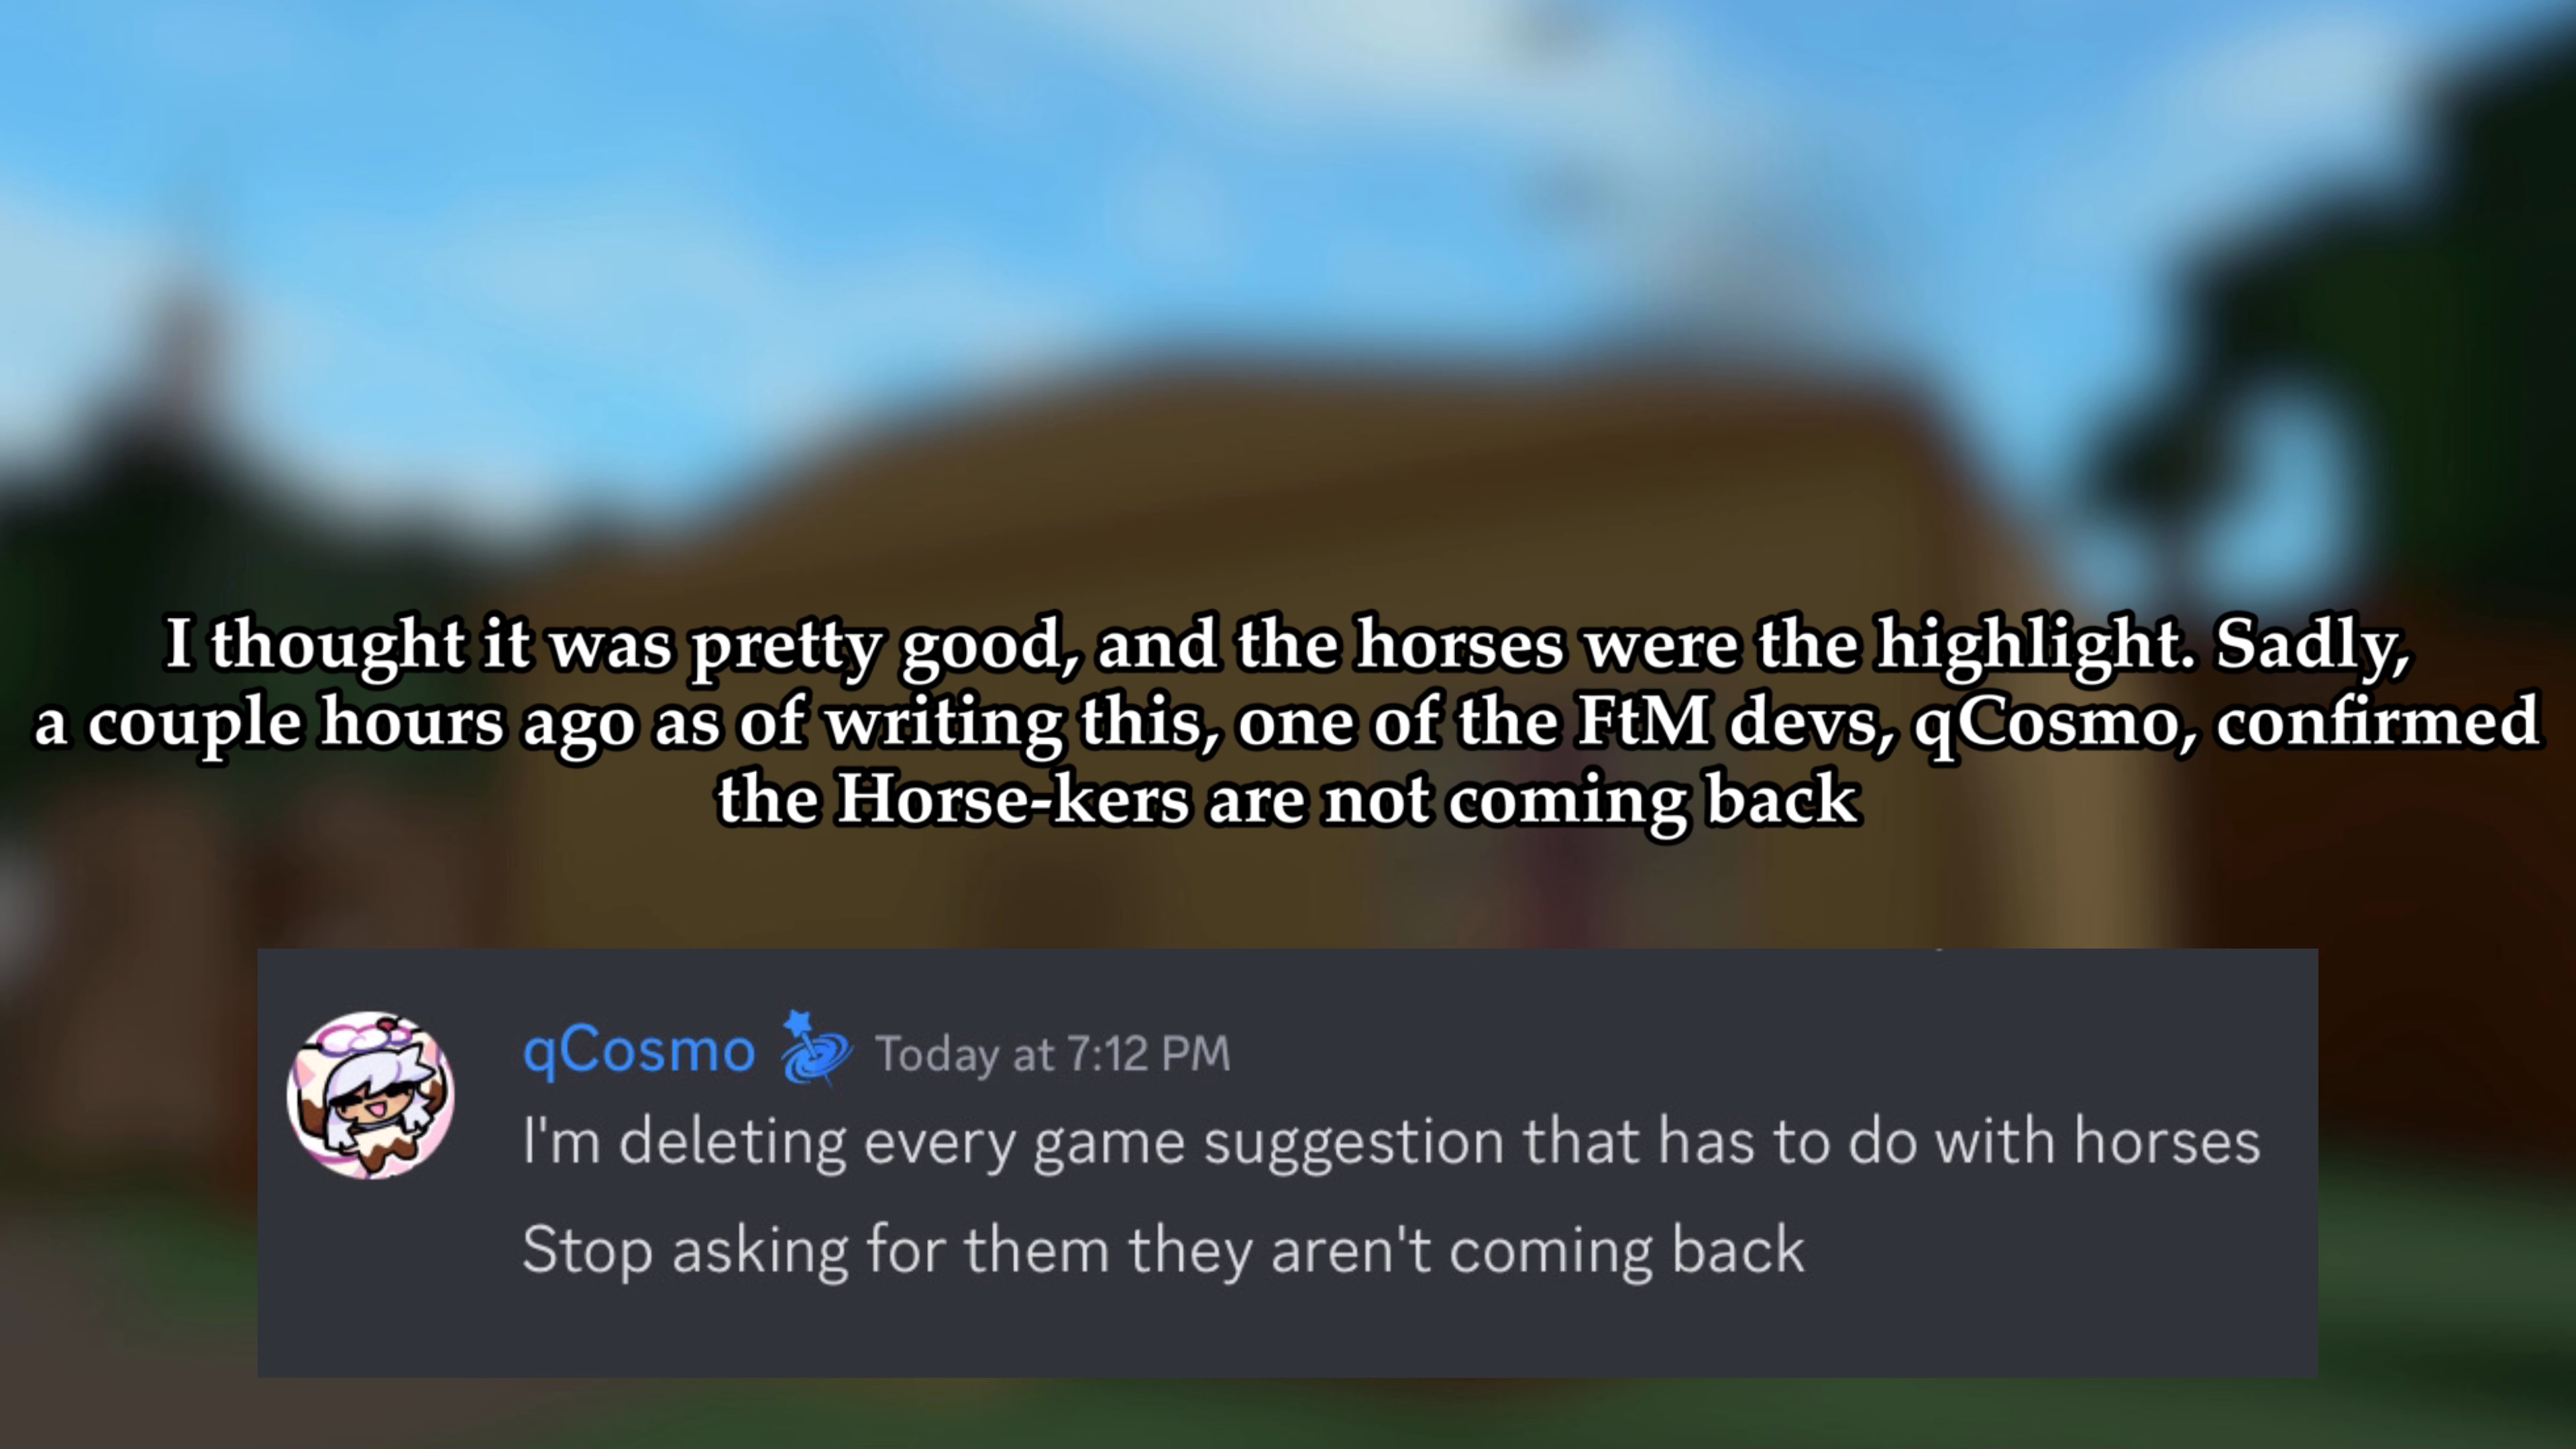 I thought it was pretty good, and the horses were the highlight. Sadly,
a couple hours ago as of writing this, one of the FtM devs, qCosmo, confirmed
the Horse-kers are not coming back
qCosmo Today at 7:12 PM
I'm deleting every game suggestion that has to do with horses
Stop asking for them they aren't coming back